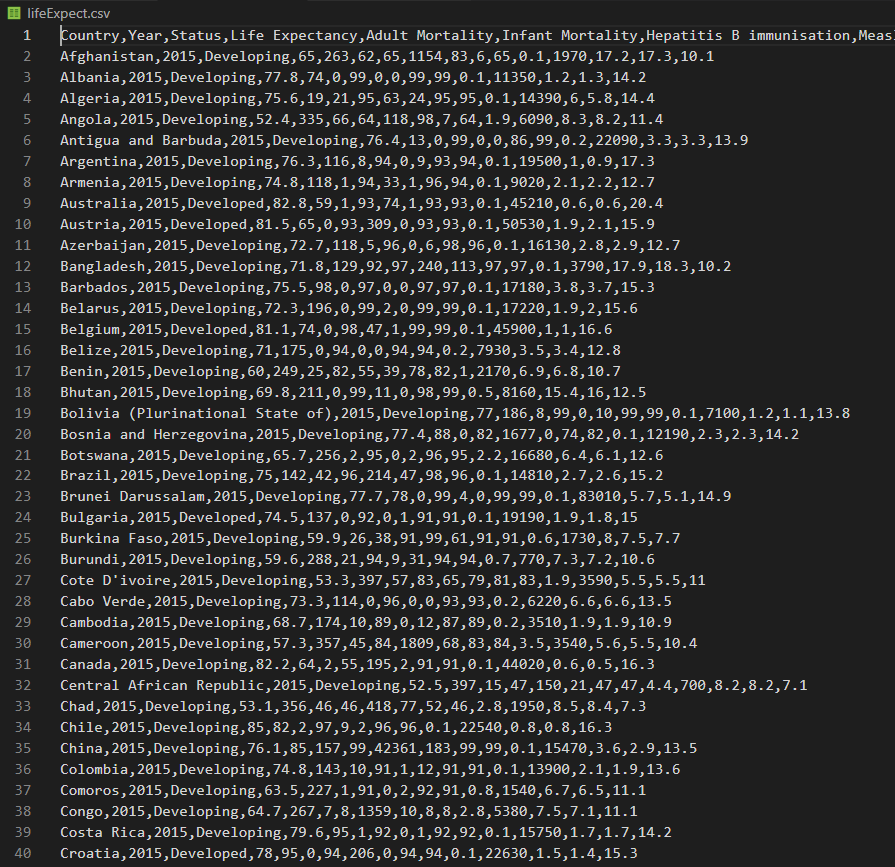 lifeExpect.csv
1 Country,Year,Status,Life Expectancy,Adult Mortality,Infant Mortality,Hepatitis B immunisation,Meas
2 Afghanistan,2015,Developing,65,263,62,65,1154,83,6,65,0.1,1970,17.2,17.3,10.1
3 Albania,2015,Developing,77.8,74,0,99,0,0,99,99,0.1,11350,1.2,1.3,14.2
4 Algeria,2015,Developing,75.6,19,21,95,63,24,95,95,0.1,14390,6,5.8,14.4
5 Angola,2015,Developing,52.4,335,66,64,118,98,7,64,1.9,6090,8.3,8.2,11.4
6 Antigua and Barbuda,2015,Developing,76.4,13,0,99,0,0,86,99,0.2,22090,3.3,3.3,13.9
7 Argentina,2015,Developing,76.3,116,8,94,0,9,93,94,0.1,19500,1,0.9,17.3
8 Armenia,2015,Developing,74.8,118,1,94,33,1,96,94,0.1,9020,2.1,2.2,12.7
9 Australia,2015,Developed,82.8,59,1,93,74,1,93,93,0.1,45210,0.6,0.6,20.4
10 Austria,2015,Developed,81.5,65,0,93,309,0,93,93,0.1,50530,1.9,2.1,15.9
11 Azerbaijan,2015,Developing,72.7,118,5,96,0,6,98,96,0.1,16130,2.8,2.9,12.7
12 Bangladesh,2015,Developing,71.8,129,92,97,240,113,97,97,0.1,3790,17.9,18.3,10.2
13 Barbados,2015,Developing,75.5,98,0,97,0,0,97,97,0.1,17180,3.8,3.7,15.3
14 Belarus,2015,Developing,72.3,196,0,99,2,0,99,99,0.1,17220,1.9,2,15.6
15 Belgium,2015,Developed,81.1,74,0,98,47,1,99,99,0.1,45900,1,1,16.6
16 Belize,2015,Developing,71,175,0,94,0,0,94,94,0.2,7930,3.5,3.4,12.8
17 Benin,2015,Developing,60,249,25,82,55,39,78,82,1,2170,6.9,6.8,10.7
18 Bhutan,2015,Developing,69.8,211,0,99,11,0,98,99,0.5,8160,15.4,16,12.5
19 Bolivia (Plurinational State of),2015,Developing,77,186,8,99,0,10,99,99,0.1,7100,1.2,1.1,13.8
20 Bosnia and Herzegovina,2015,Developing,77.4,88,0,82,1677,0,74,82,0.1,12190,2.3,2.3,14.2
21 Botswana,2015,Developing,65.7,256,2,95,0,2,96,95,2.2,16680,6.4,6.1,12.6
22 Brazil,2015,Developing,75,142,42,96,214,47,98,96,0.1,14810,2.7,2.6,15.2
23 Brunei Darussalam,2015,Developing,77.7,78,0,99,4,0,99,99,0.1,83010,5.7,5.1,14.9
24 Bulgaria,2015,Developed,74.5,137,0,92,0,1,91,91,0.1,19190,1.9,1.8,15
25 Burkina Faso,2015,Developing,59.9,26,38,91,99,61,91,91,0.6,1730,8,7.5,7.7
26 Burundi,2015,Developing,59.6,288,21,94,9,31,94,94,0.7,770,7.3,7.2,10.6
27 Cote D'ivoire,2015,Developing,53.3,397,57,83,65,79,81,83,1.9,3590,5.5,5.5,11
28 Cabo Verde,2015,Developing,73.3,114,0,96,0,0,93,93,0.2,6220,6.6,6.6,13.5
29 Cambodia,2015,Developing,68.7,174,10,89,0,12,87,89,0.2,3510,1.9,1.9,10.9
30 Cameroon,2015,Developing,57.3,357,45,84,1809,68,83,84,3.5,3540,5.6,5.5,10.4
31 Canada,2015,Developing,82.2,64,2,55,195,2,91,91,0.1,44020,0.6,0.5,16.3
32 Central African Republic,2015,Developing,52.5,397,15,47,150,21,47,47,4.4,700,8.2,8.2,7.1
33 Chad,2015,Developing,53.1,356,46,46,418,77,52,46,2.8,1950,8.5,8.4,7.3
34 Chile,2015,Developing,85,82,2,97,9,2,96,96,0.1,22540,0.8,0.8,16.3
35 China,2015,Developing,76.1,85,157,99,42361,183,99,99,0.1,15470,3.6,2.9,13.5
36 Colombia,2015,Developing,74.8,143,10,91,1,12,91,91,0.1,13900,2.1,1.9,13.6
37 Comoros,2015,Developing,63.5,227,1,91,0,2,92,91,0.8,1540,6.7,6.5,11.1
38 Congo,2015,Developing,64.7,267,7,8,1359,10,8,8,2.8,5380,7.5,7.1,11.1
39 Costa Rica,2015,Developing,79.6,95,1,92,0,1,92,92,0.1,15750,1.7,1.7,14.2
40 Croatia,2015,Developed,78,95,0,94,206,0,94,94,0.1,22630,1.5,1.4,15.3